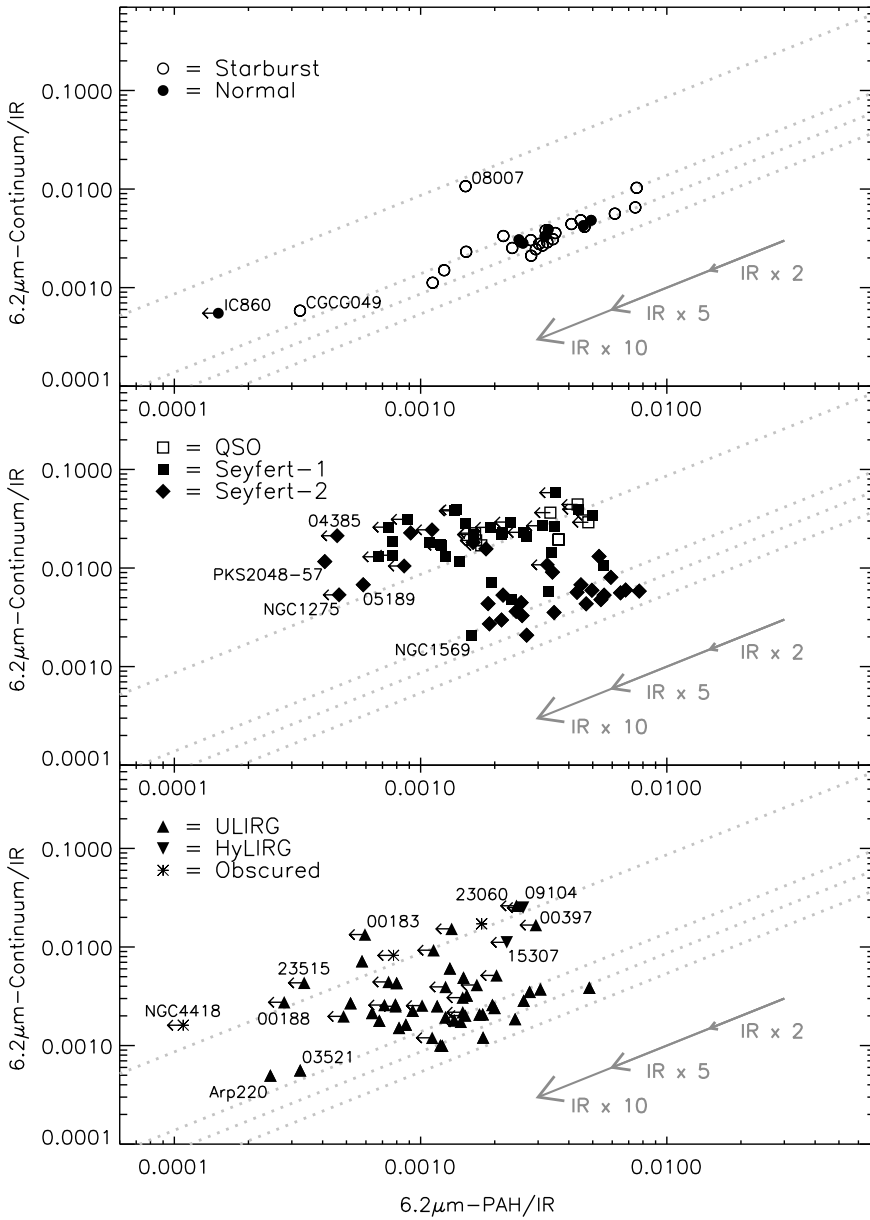 6.2μm-Continuum/IR
0.1000
0.0100
0.0010
0.0001
○ = Starburst
● = Normal
08007
IC860
CGCG049
IR x 2
IR x 5
IR x 10
0.0001
0.0010
0.0100
6.2μm-Continuum/IR
0.1000
0.0100
0.0010
0.0001
□ = QSO
■ = Seyfert-1
◆ = Seyfert-2
04385
PKS2048-57
NGC1275
05189
NGC1569
IR x 2
IR x 5
IR x 10
0.0001
0.0010
0.0100
6.2μm-Continuum/IR
0.1000
0.0100
0.0010
0.0001
▲ = ULIRG
▼ = HyLIRG
✳ = Obscured
23060
09104
00183
00397
15307
23515
NGC4418
00188
03521
Arp220
IR x 2
IR x 5
IR x 10
0.0001
0.0010
0.0100
6.2μm-PAH/IR